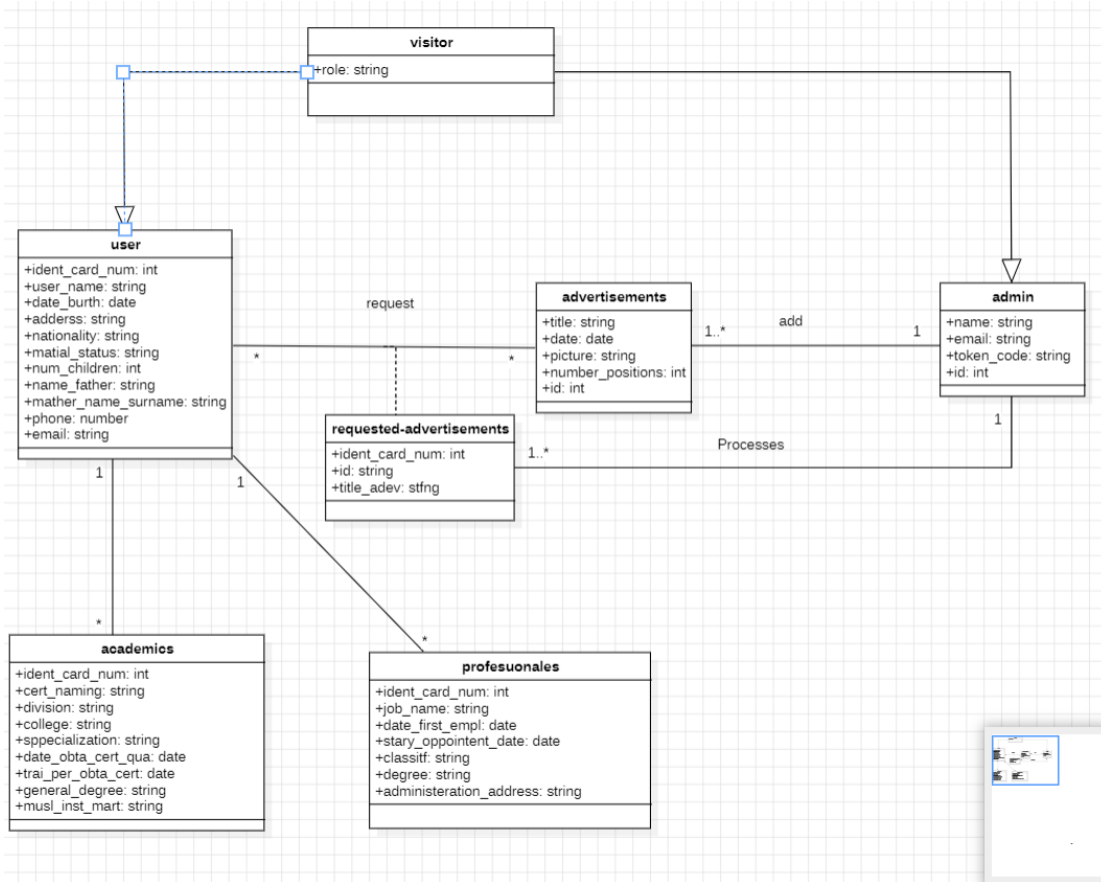 visitor
+role: string
user
+ident_card_num: int
+user_name: string
+date_burth: date
+adderss: string
+nationality: string
+matial_status: string
+num_children: int
+name_father: string
+mather_name_surname: string
+phone: number
+email: string
request
*
*
advertisements
+title: string
+date: date
+picture: string
+number_positions: int
+id: int
1..*
add
1
admin
+name: string
+email: string
+token_code: string
+id: int
requested-advertisements
+ident_card_num: int
+id: string
+title_adev: stfng
1..*
Processes
1
1
1
*
*
academics
+ident_card_num: int
+cert_naming: string
+division: string
+college: string
+sppecialization: string
+date_obta_cert_qua: date
+trai_per_obta_cert: date
+general_degree: string
+musl_inst_mart: string
profesuonales
+ident_card_num: int
+job_name: string
+date_first_empl: date
+stary_oppointent_date: date
+classitf: string
+degree: string
+administeration_address: string